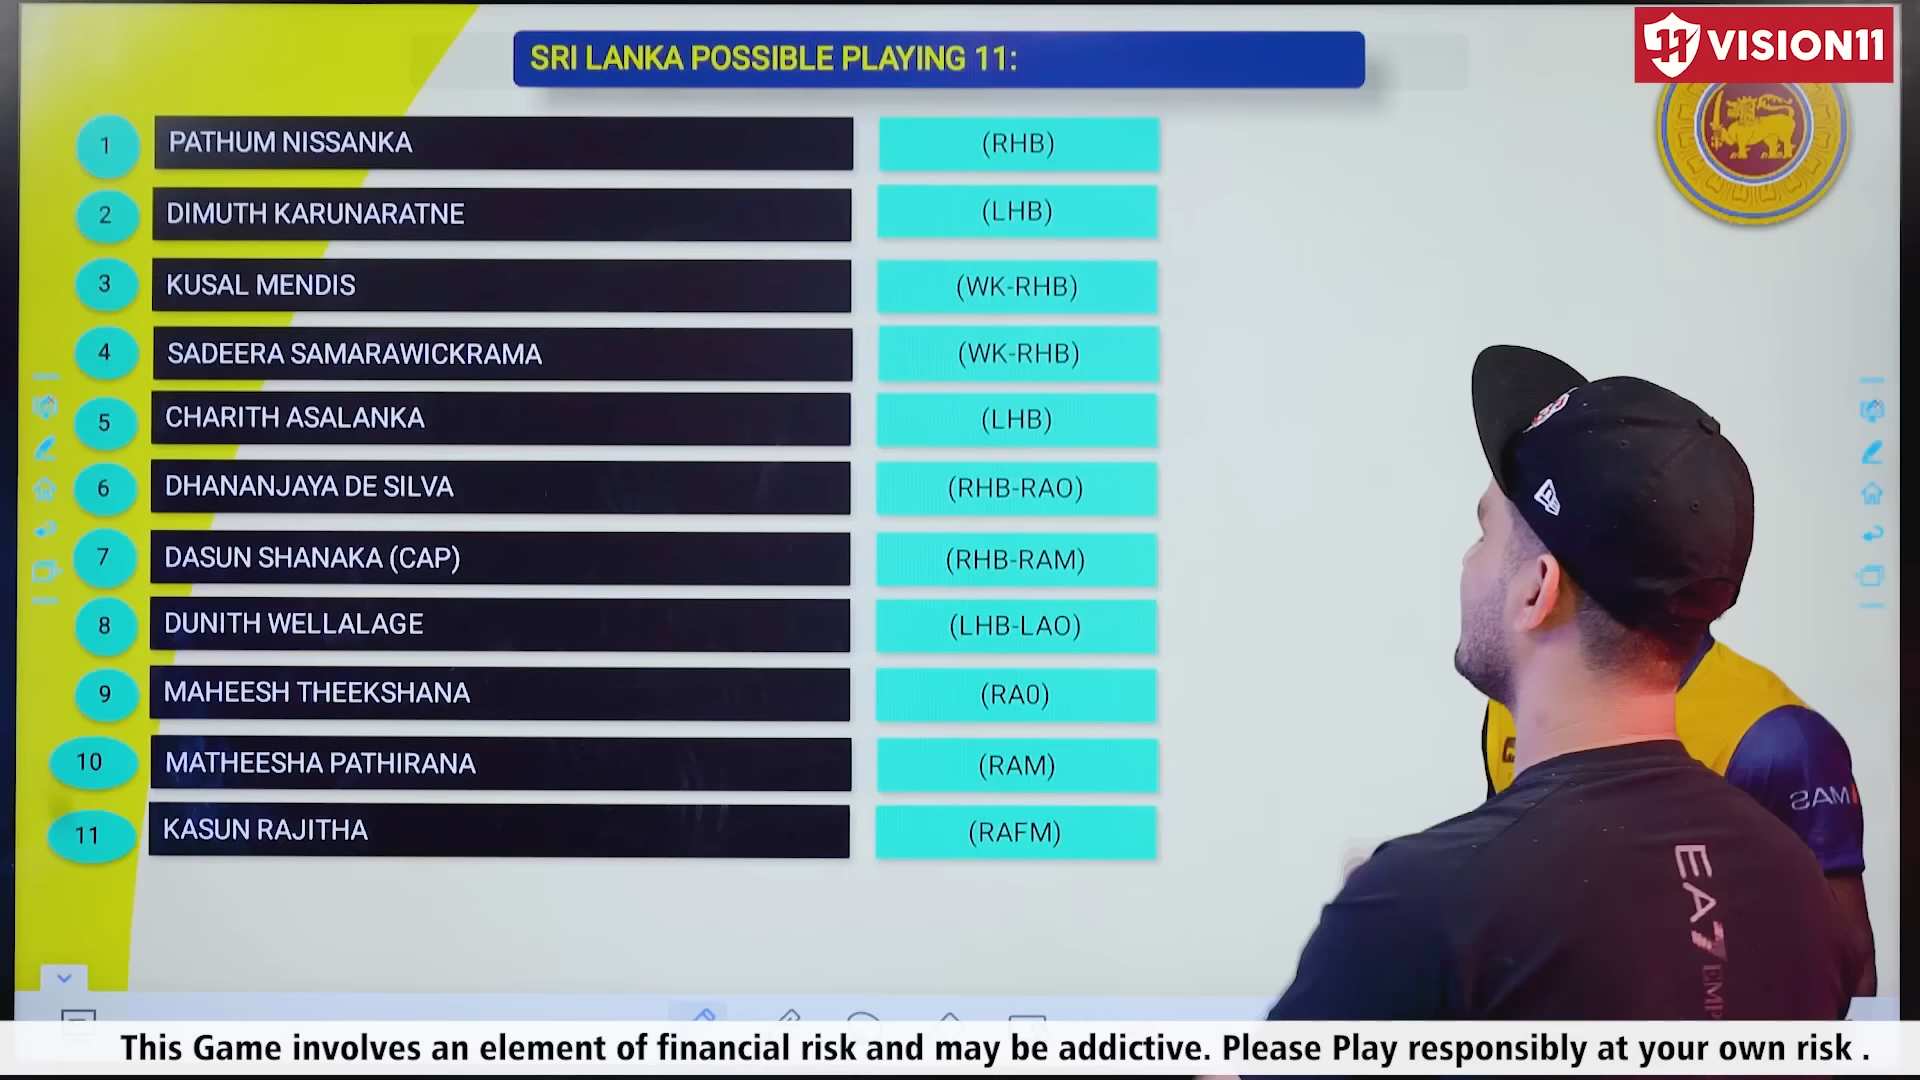 SRI LANKA POSSIBLE PLAYING 11:
VISION11
1 PATHUM NISSANKA (RHB)
2 DIMUTH KARUNARATNE (LHB)
3 KUSAL MENDIS (WK-RHB)
4 SADEERA SAMARAWICKRAMA (WK-RHB)
5 CHARITH ASALANKA (LHB)
6 DHANANJAYA DE SILVA (RHB-RAO)
7 DASUN SHANAKA (CAP) (RHB-RAM)
8 DUNITH WELLALAGE (LHB-LAO)
9 MAHEESH THEEKSHANA (RA0)
10 MATHEESHA PATHIRANA (RAM)
11 KASUN RAJITHA (RAFM)
MAS
EA7 EMP
This Game involves an element of financial risk and may be addictive. Please Play responsibly at your own risk .